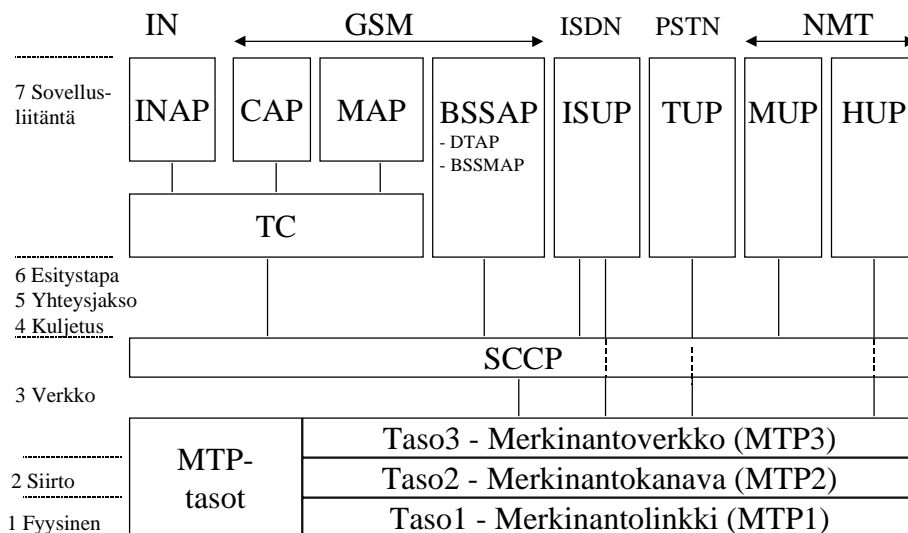 IN GSM ISDN PSTN NMT
7 Sovellus-
liitäntä
INAP CAP MAP BSSAP ISUP TUP MUP HUP
- DTAP
- BSSMAP
TC
6 Esitystapa
5 Yhteysjakso
4 Kuljetus
SCCP
3 Verkko
MTP-
tasot
Taso3 - Merkinantoverkko (MTP3)
2 Siirto
Taso2 - Merkinantokanava (MTP2)
1 Fyysinen
Taso1 - Merkinantolinkki (MTP1)